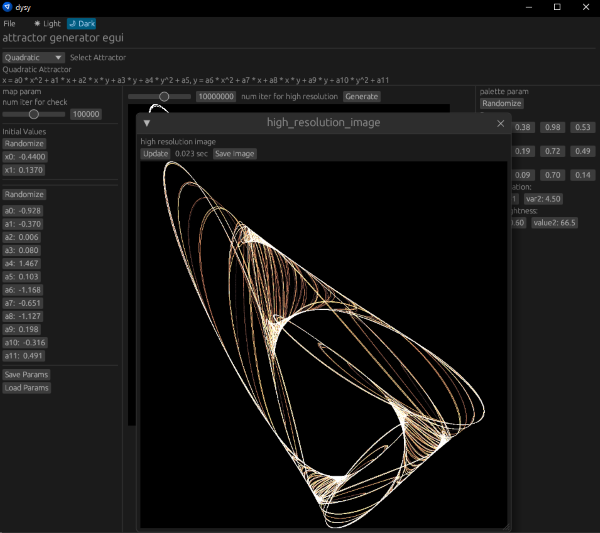 dysy
File Light Dark
attractor generator egui
Quadratic Select Attractor
Quadratic Attractor
x = a0 * x^2 + a1 * x + a2 * x * y + a3 * y + a4 * y^2 + a5, y = a6 * x^2 + a7 * x + a8 * x * y + a9 * y + a10 * y^2 + a11
map param
num iter for check
100000
Initial Values
Randomize
x0: -0.4400
x1: 0.1370
Randomize
a0: -0.928
a1: -0.370
a2: 0.006
a3: 0.080
a4: 1.467
a5: 0.103
a6: -1.168
a7: -0.651
a8: -1.127
a9: 0.198
a10: -0.316
a11: 0.491
Save Params
Load Params
10000000 num iter for high resolution Generate
high_resolution_image
high resolution image
Update 0.023 sec Save image
palette param
Randomize
0.38 0.98 0.53
0.19 0.72 0.49
0.09 0.70 0.14
ation:
1 var2: 4.50
ghtness:
.60 value2: 66.5